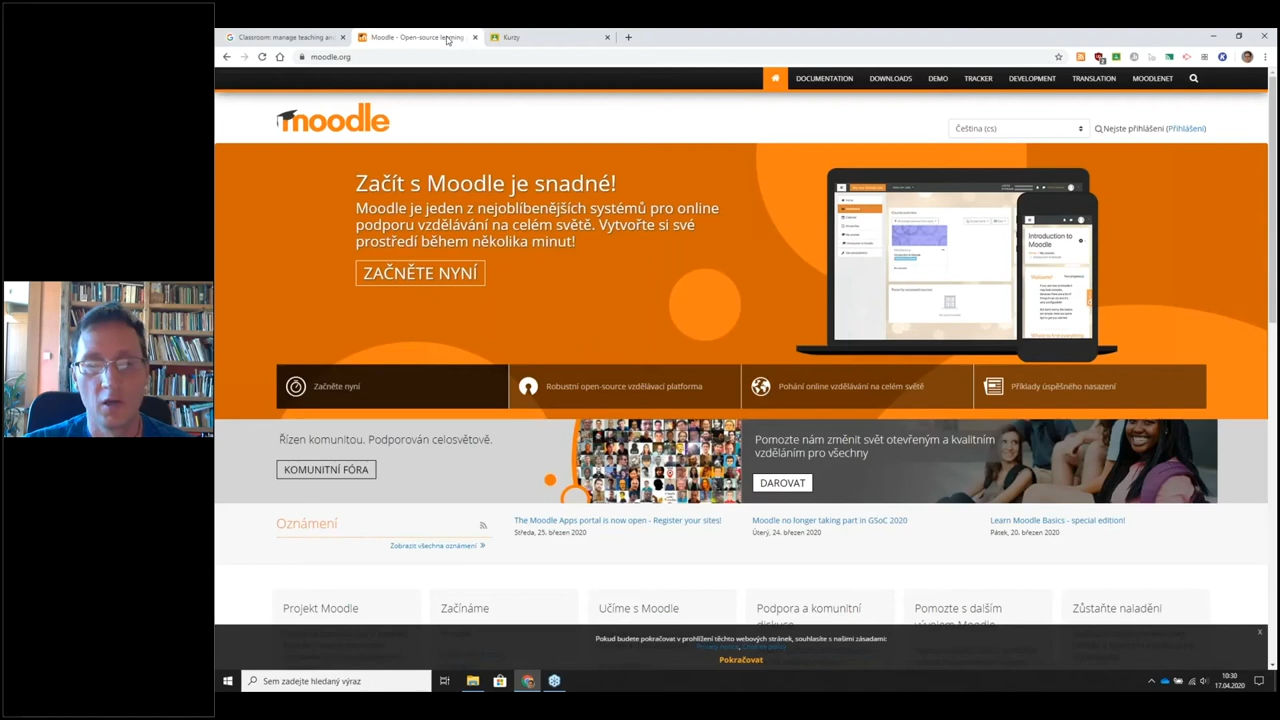 Classroom: manage teaching an
Moodle - Open-source learning
Kurzy
moodle.org
DOCUMENTATION DOWNLOADS DEMO TRACKER DEVELOPMENT TRANSLATION MOODLENET
moodle
Čeština (cs)
Nejste přihlášeni (Přihlášení)
Začít s Moodle je snadné!
Moodle je jeden z nejoblíbenějších systémů pro online
podporu vzdělávání na celém světě. Vytvořte si své
prostředí během několika minut!
ZAČNĚTE NYNÍ
Introduction to
Moodle
Začněte nyní
Robustní open-source vzdělávací platforma
Pohání online vzdělávání na celém světě
Příklady úspěšného nasazení
Řízen komunitou. Podporován celosvětově.
KOMUNITNÍ FÓRA
Pomozte nám změnit svět otevřeným a kvalitním
vzděláním pro všechny
DAROVAT
Oznámení
Zobrazit všechna oznámení
The Moodle Apps portal is now open - Register your sites!
Středa, 25. březen 2020
Moodle no longer taking part in GSoC 2020
Úterý, 24. březen 2020
Learn Moodle Basics - special edition!
Pátek, 20. březen 2020
Projekt Moodle
Začínáme
Učíme s Moodle
Podpora a komunitní
Pomozte s dalším
Zůstaňte naladěni
Pokud budete pokračovat v prohlížení těchto webových stránek, souhlasíte s našimi zásadami:
Privacy notice, Cookies policy
Pokračovat
x
Sem zadejte hledaný výraz
10:30
17.04.2020